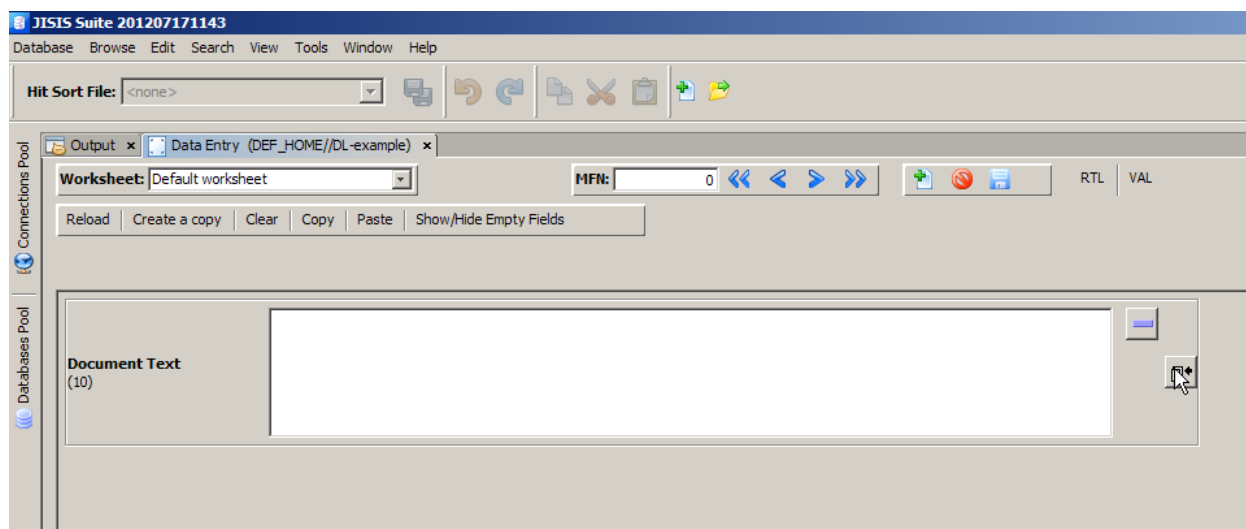 JISIS Suite 201207171143
Database Browse Edit Search View Tools Window Help
Hit Sort File: <none>
Output x Data Entry (DEF_HOME//DL-example) x
Worksheet: Default worksheet MFN: 0 RTL VAL
Reload Create a copy Clear Copy Paste Show/Hide Empty Fields
Connections Pool
Databases Pool
Document Text
(10)